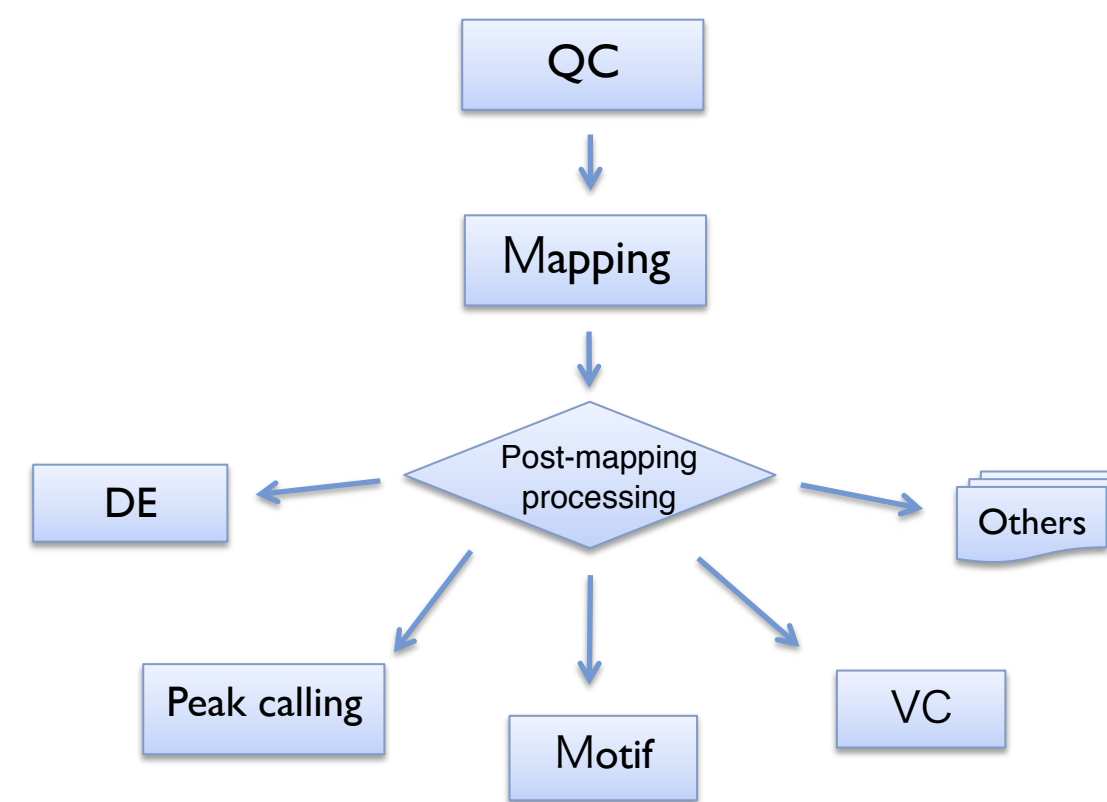 QC
Mapping
Post-mapping
processing
DE
Others
Peak calling
Motif
VC